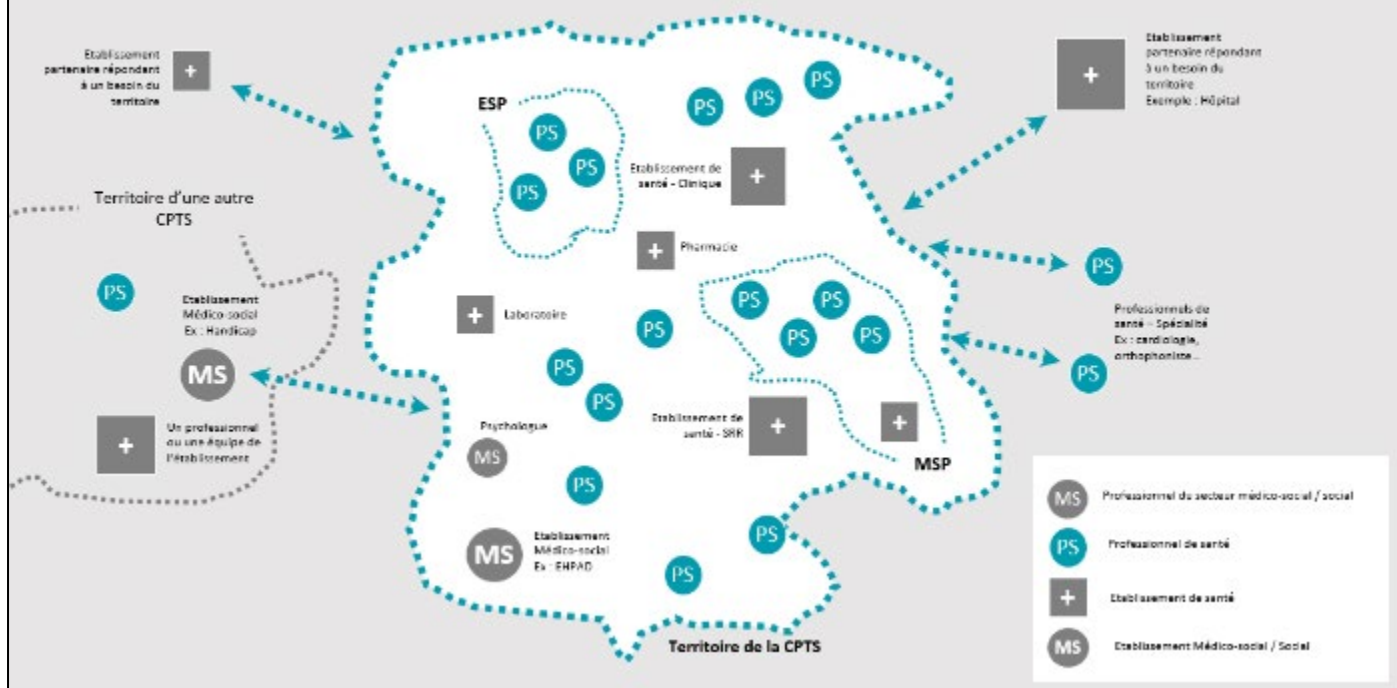 Etablissement
partenaire répondant
à un besoin du
territoire
+
Etablissement
partenaire répondant
à un besoin du
territoire
Exemple : Hôpital
+
ESP
PS
PS
PS
PS
PS
PS
Etablissement de
santé - Clinique
+
Territoire d'une autre
CPTS
+
Pharmacie
PS
PS
PS
Professionnels de
santé – Spécialité
Ex : cardiologie,
orthophoniste...
PS
Etablissement
Médico-social
Ex : Handicap
MS
+
Laboratoire
PS
PS
PS
PS
PS
PS
PS
+
Un professionnel
ou une équipe de
l'établissement
Psychologue
MS
Etablissement de
santé - SRR
+
+
MSP
PS
MS
Etablissement
Médico-social
Ex : EHPAD
PS
PS
Territoire de la CPTS
MS
Professionnel du secteur médico-social / social
PS
Professionnel de santé
+
Etablissement de santé
MS
Etablissement Médico-social / Social